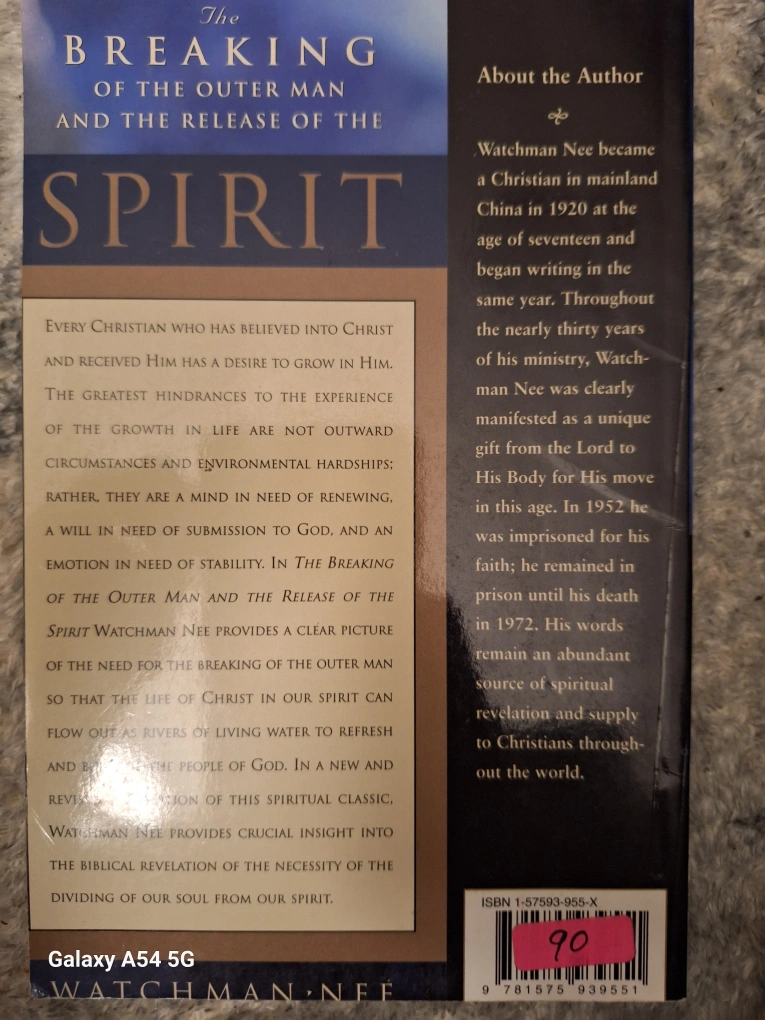 The
BREAKING
OF THE OUTER MAN
AND THE RELEASE OF THE
SPIRIT
EVERY CHRISTIAN WHO HAS BELIEVED INTO CHRIST
AND RECEIVED HIM HAS A DESIRE TO GROW IN HIM.
THE GREATEST HINDRANCES TO THE EXPERIENCE
OF THE GROWTH IN LIFE ARE NOT OUTWARD
CIRCUMSTANCES AND ENVIRONMENTAL HARDSHIPS;
RATHER, THEY ARE A MIND IN NEED OF RENEWING,
A WILL IN NEED OF SUBMISSION TO GOD, AND AN
EMOTION IN NEED OF STABILITY. IN THE BREAKING
OF THE OUTER MAN AND THE RELEASE OF THE
SPIRIT WATCHMAN NEE PROVIDES A CLEAR PICTURE
OF THE NEED FOR THE BREAKING OF THE OUTER MAN
SO THAT THE LIFE OF CHRIST IN OUR SPIRIT CAN
FLOW OUT AS RIVERS OF LIVING WATER TO REFRESH
AND THE PEOPLE OF GOD. IN A NEW AND
OF THIS SPIRITUAL CLASSIC,
WATCHMAN NEE PROVIDES CRUCIAL INSIGHT INTO
THE BIBLICAL REVELATION OF THE NECESSITY OF THE
DIVIDING OF OUR SOUL FROM OUR SPIRIT.
WATCHMAN·NEE
About the Author
Watchman Nee became
a Christian in mainland
China in 1920 at the
age of seventeen and
began writing in the
same year. Throughout
the nearly thirty years
of his ministry, Watch-
man Nee was clearly
manifested as a unique
gift from the Lord to
His Body for His move
in this age. In 1952 he
was imprisoned for his
faith; he remained in
prison until his death
in 1972. His words
remain an abundant
source of spiritual
revelation and supply
to Christians through-
out the world.
ISBN 1-57593-955-X
90
9 781575 939551
Galaxy A54 5G